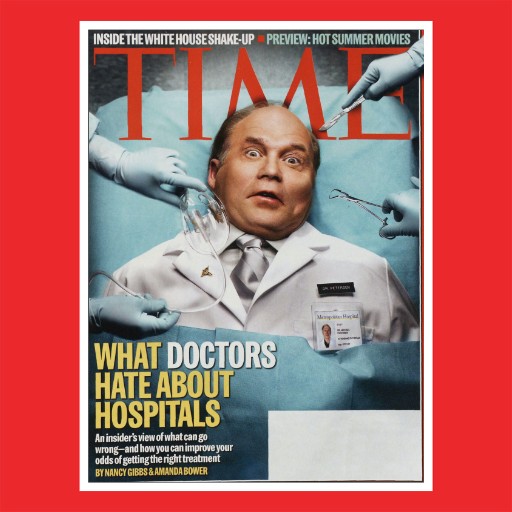 INSIDE THE WHITE HOUSE SHAKE-UP • PREVIEW: HOT SUMMER MOVIES
TIME
Metropolitan Hospital
WHAT DOCTORS
HATE ABOUT
HOSPITALS
An insider's view of what can go
wrong—and how you can improve your
odds of getting the right treatment
BY NANCY GIBBS & AMANDA BOWER